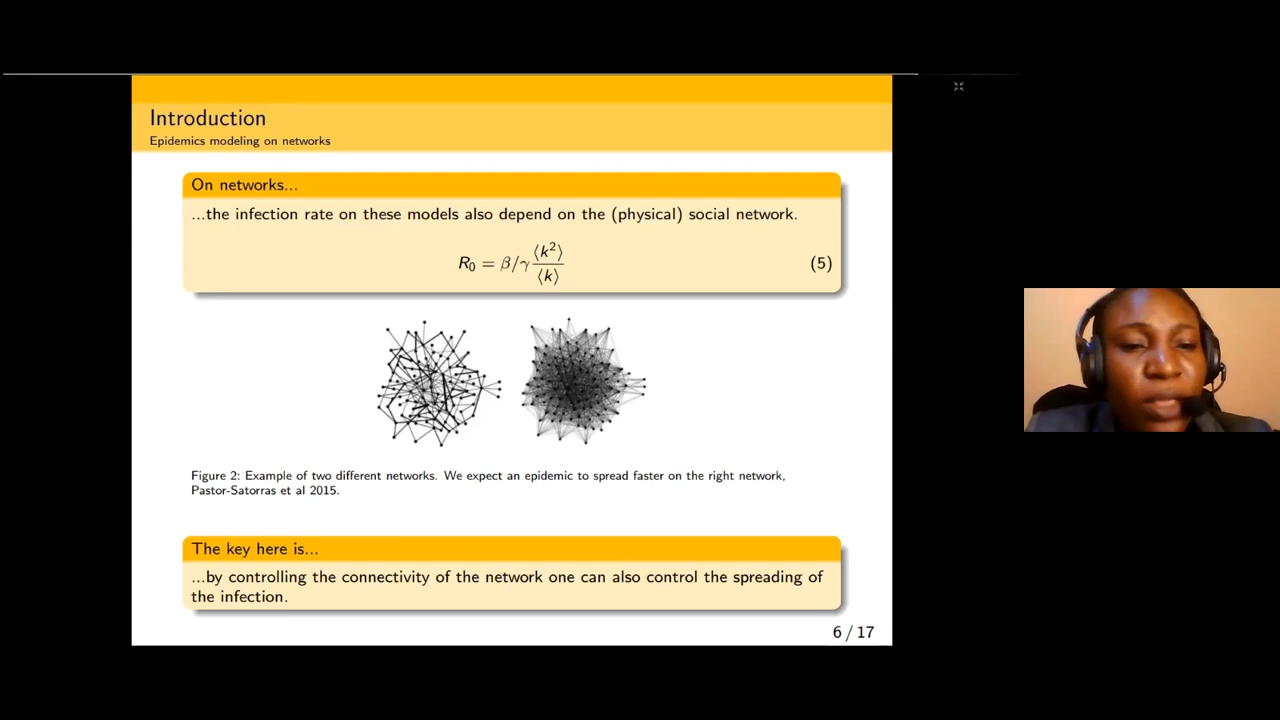 Introduction
Epidemics modeling on networks
On networks...
...the infection rate on these models also depend on the (physical) social network.
R₀ = β/γ ⟨k²⟩/⟨k⟩ (5)
Figure 2: Example of two different networks. We expect an epidemic to spread faster on the right network,
Pastor-Satorras et al 2015.
The key here is...
...by controlling the connectivity of the network one can also control the spreading of
the infection.
6 / 17